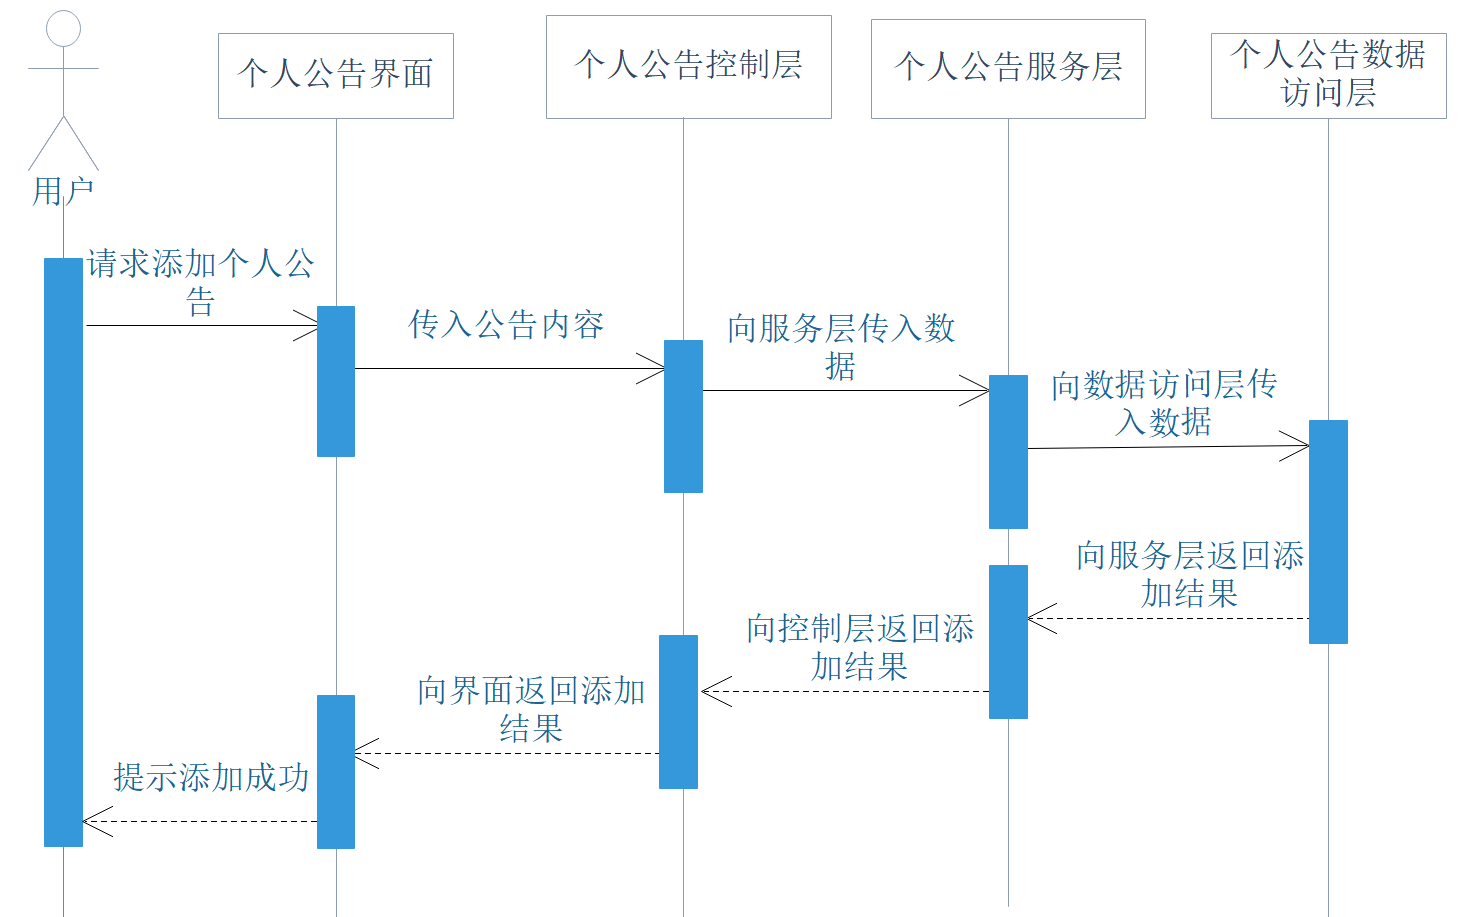 个人公告界面
个人公告控制层
个人公告服务层
个人公告数据
访问层
用户
请求添加个人公
告
传入公告内容
向服务层传入数
据
向数据访问层传
入数据
向服务层返回添
加结果
向控制层返回添
加结果
向界面返回添加
结果
提示添加成功